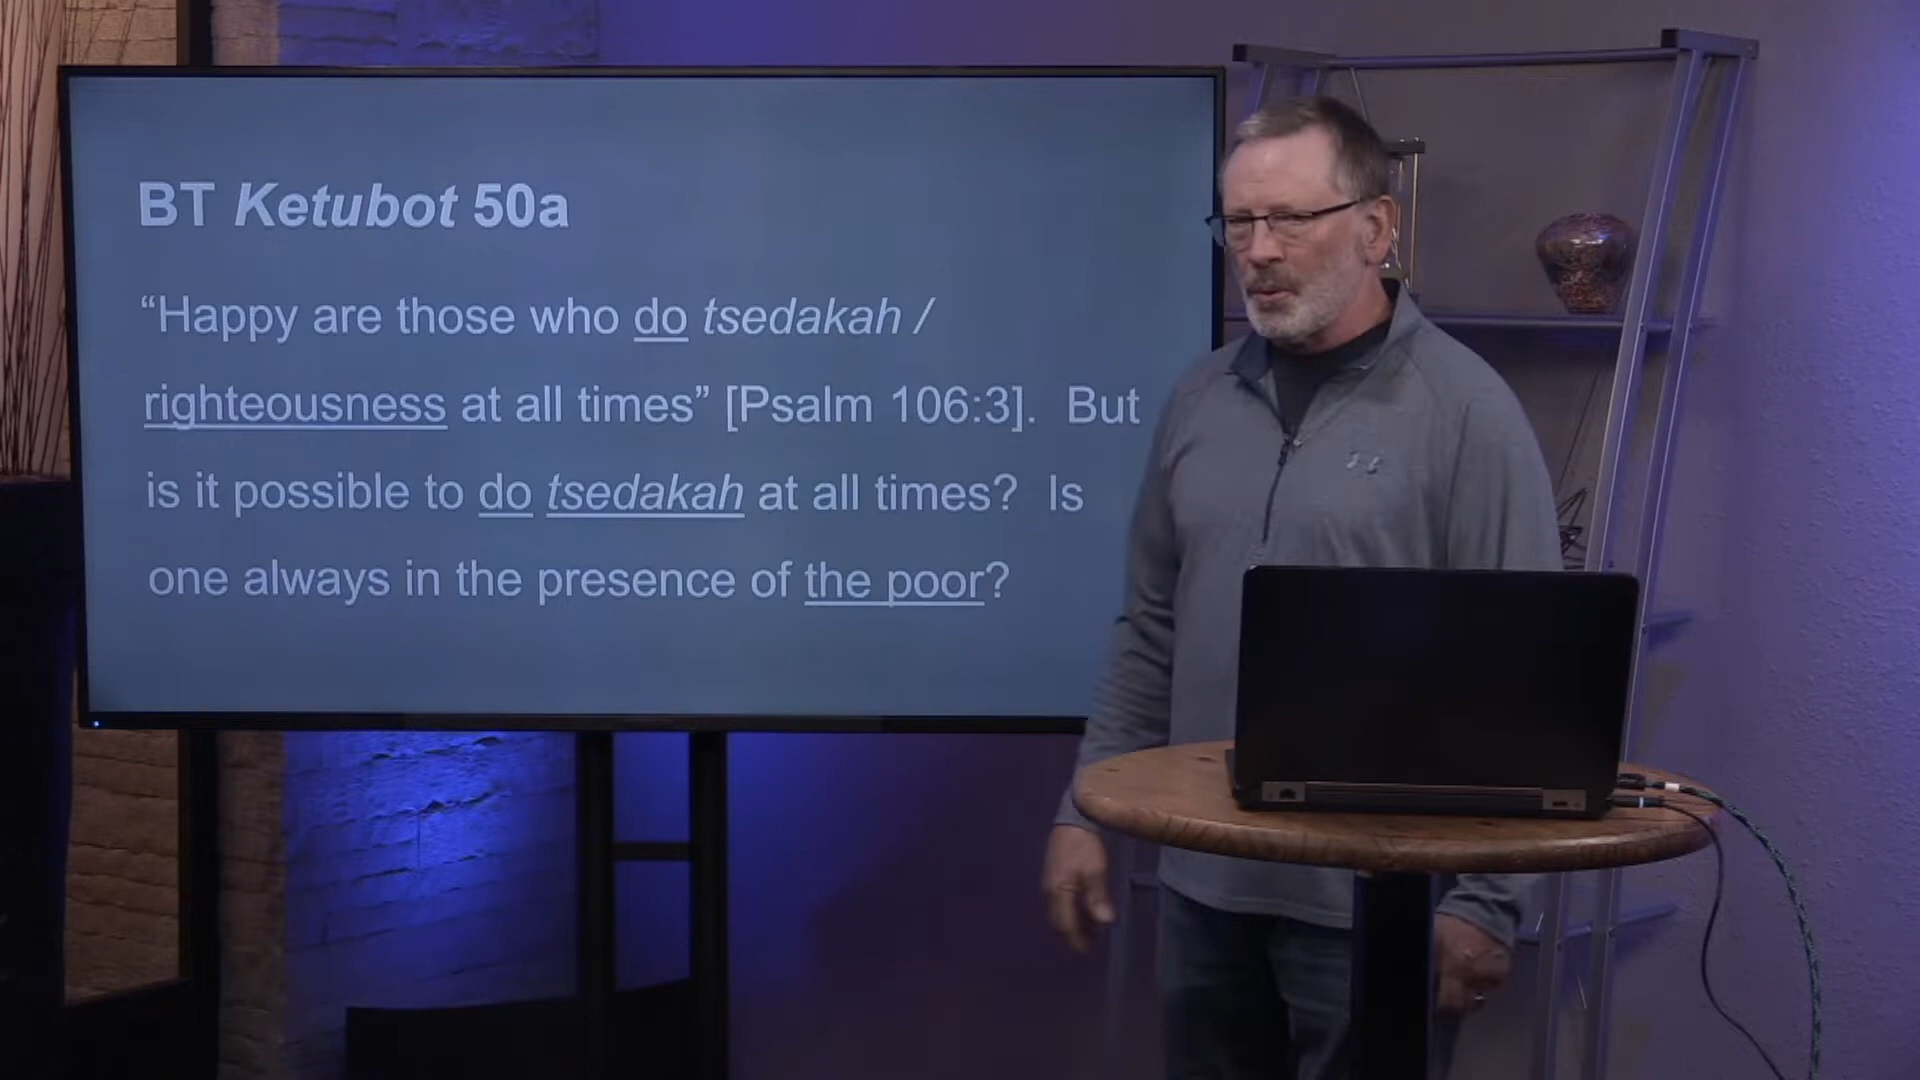 BT Ketubot 50a
“Happy are those who do tsedakah /
righteousness at all times” [Psalm 106:3].  But
is it possible to do tsedakah at all times?  Is
one always in the presence of the poor?